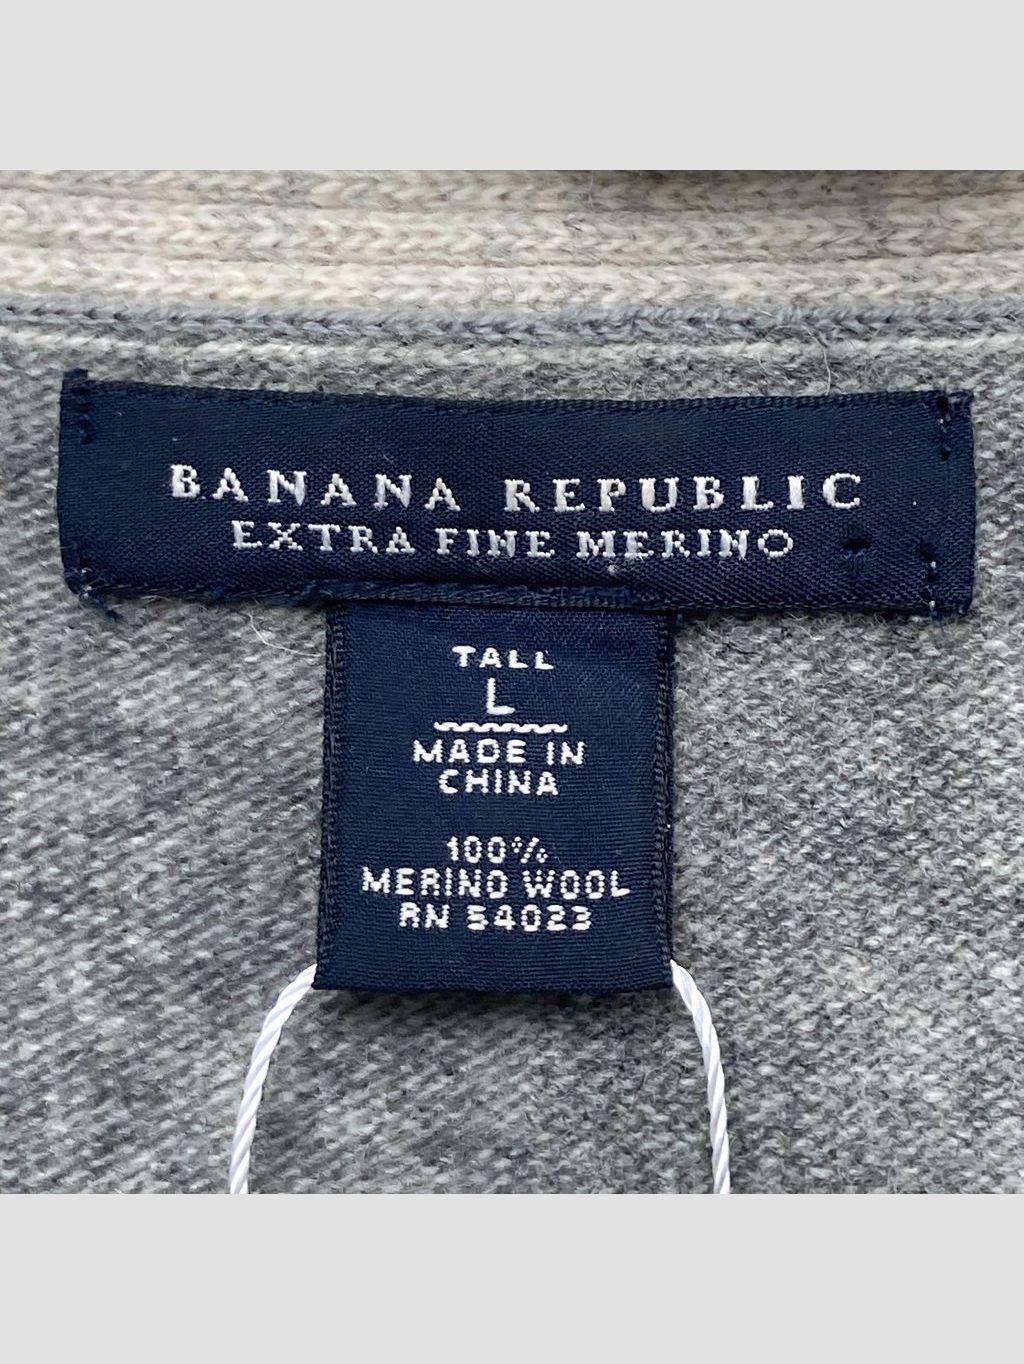 BANANA REPUBLIC
EXTRA FINE MERINO
TALL
L
MADE IN
CHINA
100%
MERINO WOOL
RN 54023